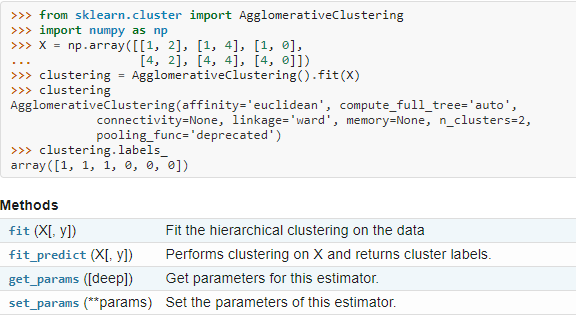 >>> from sklearn.cluster import AgglomerativeClustering
>>> import numpy as np
>>> X = np.array([[1, 2], [1, 4], [1, 0],
...               [4, 2], [4, 4], [4, 0]])
>>> clustering = AgglomerativeClustering().fit(X)
>>> clustering
AgglomerativeClustering(affinity='euclidean', compute_full_tree='auto',
            connectivity=None, linkage='ward', memory=None, n_clusters=2,
            pooling_func='deprecated')
>>> clustering.labels_
array([1, 1, 1, 0, 0, 0])
Methods
fit (X[, y]) Fit the hierarchical clustering on the data
fit_predict (X[, y]) Performs clustering on X and returns cluster labels.
get_params ([deep]) Get parameters for this estimator.
set_params (**params) Set the parameters of this estimator.